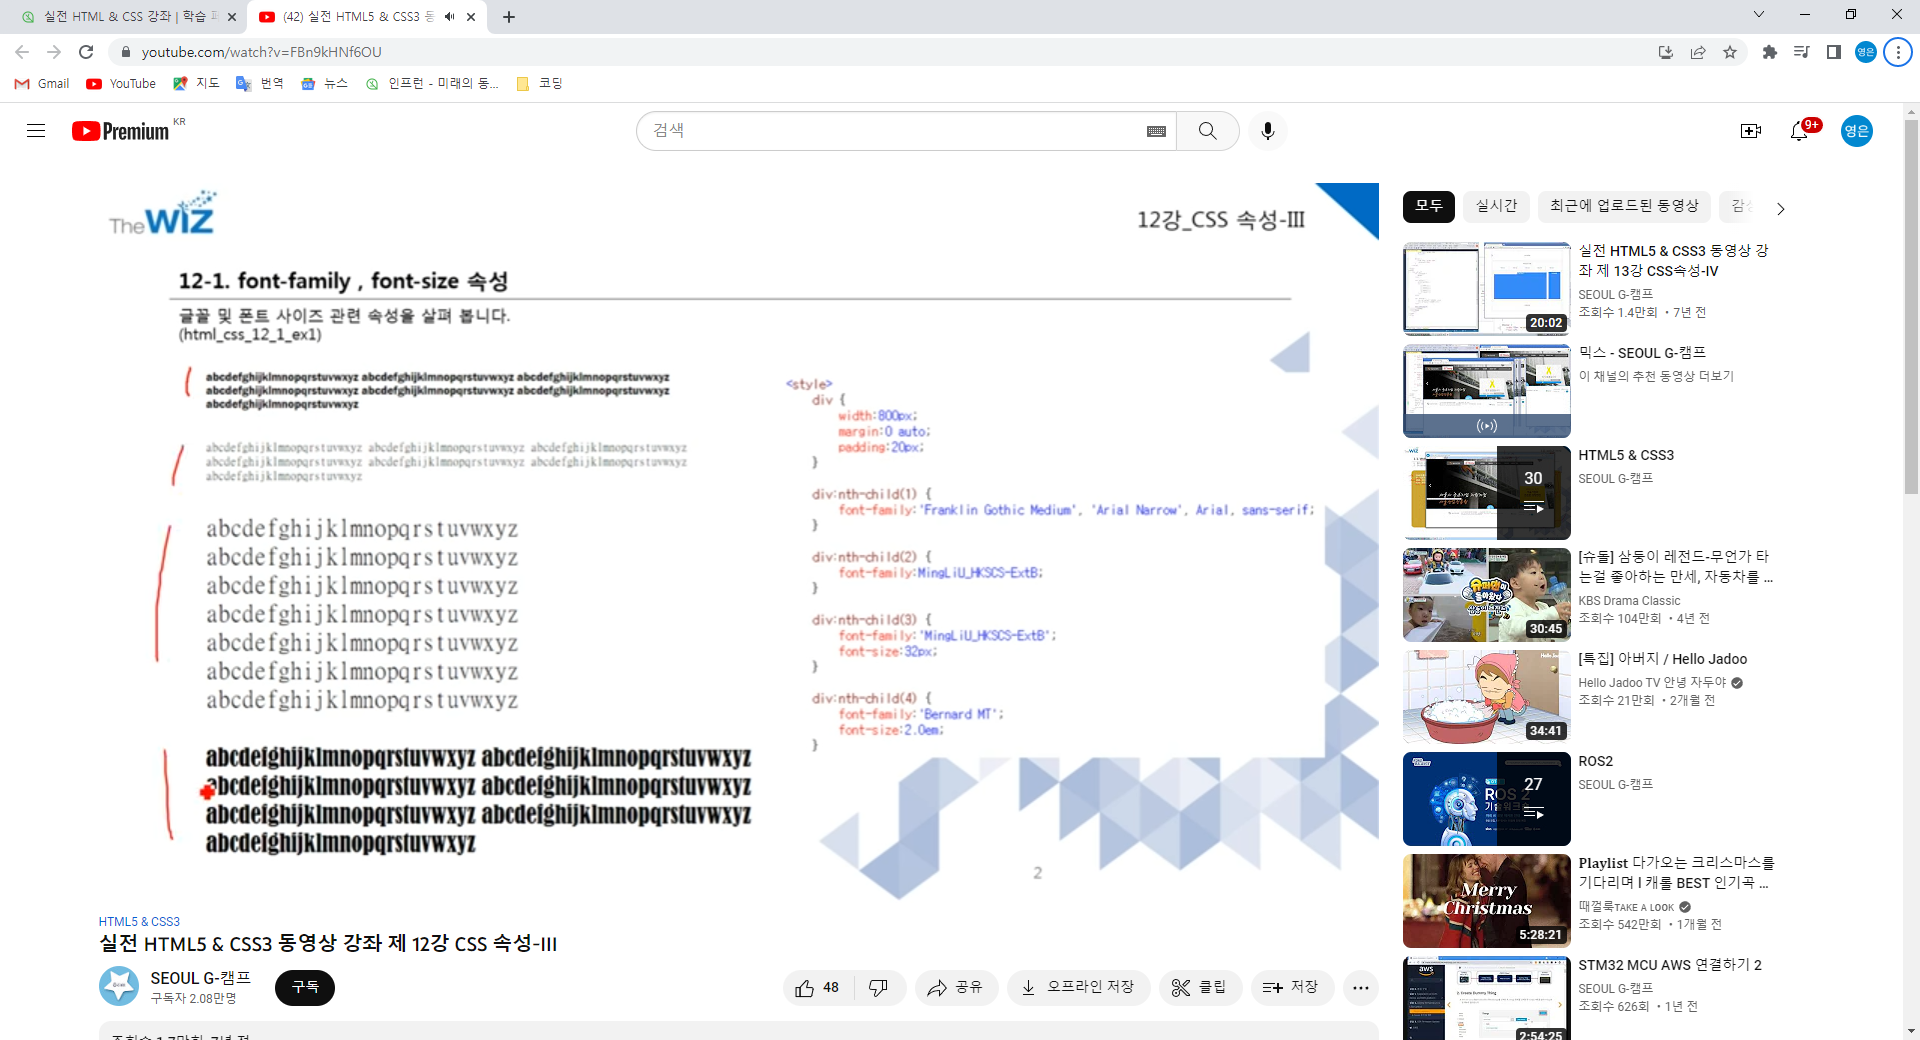 실전 HTML & CSS 강좌 | 학습 페
(42) 실전 HTML5 & CSS3 동
youtube.com/watch?v=FBn9kHNf6OU
영은
Gmail
YouTube
지도
번역
뉴스
인프런 - 미래의 동...
코딩
Premium KR
검색
9+
영은
The WIZ
12강_CSS 속성-III
12-1. font-family , font-size 속성
글꼴 및 폰트 사이즈 관련 속성을 살펴 봅니다.
(html_css_12_1_ex1)
abcdefghijklmnopqrstuvwxyz abcdefghijklmnopqrstuvwxyz abcdefghijklmnopqrstuvwxyz
abcdefghijklmnopqrstuvwxyz abcdefghijklmnopqrstuvwxyz abcdefghijklmnopqrstuvwxyz
abcdefghijklmnopqrstuvwxyz
abcdefghijklmnopqrstuvwxyz abcdefghijklmnopqrstuvwxyz abcdefghijklmnopqrstuvwxyz
abcdefghijklmnopqrstuvwxyz abcdefghijklmnopqrstuvwxyz abcdefghijklmnopqrstuvwxyz
abcdefghijklmnopqrstuvwxyz
abcdefghijklmnopqrstuvwxyz
abcdefghijklmnopqrstuvwxyz
abcdefghijklmnopqrstuvwxyz
abcdefghijklmnopqrstuvwxyz
abcdefghijklmnopqrstuvwxyz
abcdefghijklmnopqrstuvwxyz
abcdefghijklmnopqrstuvwxyz
abcdefghijklmnopqrstuvwxyz abcdefghijklmnopqrstuvwxyz
abcdefghijklmnopqrstuvwxyz abcdefghijklmnopqrstuvwxyz
abcdefghijklmnopqrstuvwxyz abcdefghijklmnopqrstuvwxyz
abcdefghijklmnopqrstuvwxyz
<style>
div {
width:800px;
margin:0 auto;
padding:20px;
}
div:nth-child(1) {
font-family:'Franklin Gothic Medium', 'Arial Narrow', Arial, sans-serif;
}
div:nth-child(2) {
font-family:MingLiU_HKSCS-ExtB;
}
div:nth-child(3) {
font-family:'MingLiU_HKSCS-ExtB';
font-size:32px;
}
div:nth-child(4) {
font-family:'Bernard MT';
font-size:2.0em;
}
2
HTML5 & CSS3
실전 HTML5 & CSS3 동영상 강좌 제 12강 CSS 속성-III
SEOUL G-캠프
구독자 2.08만명
구독
48
공유
오프라인 저장
클립
저장
조회수 1.7만회 7년 전
모두
실시간
최근에 업로드된 동영상
감상
실전 HTML5 & CSS3 동영상 강
좌 제 13강 CSS속성-IV
SEOUL G-캠프
조회수 1.4만회 • 7년 전
20:02
믹스 - SEOUL G-캠프
이 채널의 추천 동영상 더보기
HTML5 & CSS3
SEOUL G-캠프
30
[슈돌] 삼둥이 레전드-무언가 타
는걸 좋아하는 만세, 자동차를 ...
KBS Drama Classic
조회수 104만회 • 4년 전
30:45
[특집] 아버지 / Hello Jadoo
Hello Jadoo TV 안녕 자두야
조회수 21만회 • 2개월 전
34:41
ROS2
SEOUL G-캠프
ROS 2
27
Playlist 다가오는 크리스마스를
기다리며 l 캐롤 BEST 인기곡 ...
때껄룩TAKE A LOOK
조회수 542만회 • 1개월 전
Merry
Christmas
5:28:21
STM32 MCU AWS 연결하기 2
SEOUL G-캠프
조회수 626회 • 1년 전
aws
2:54:25